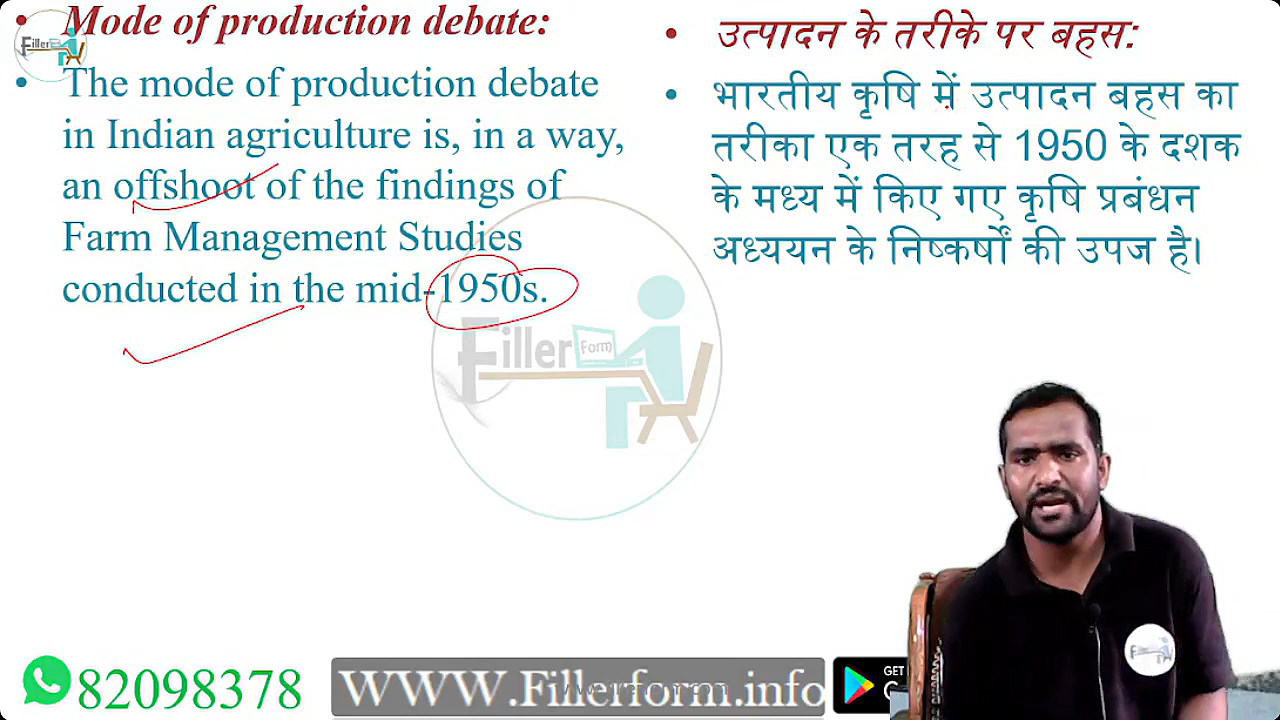 Mode of production debate:
The mode of production debate
in Indian agriculture is, in a way,
an offshoot of the findings of
Farm Management Studies
conducted in the mid-1950s.
उत्पादन के तरीके पर बहस:
भारतीय कृषि में उत्पादन बहस का
तरीका एक तरह से 1950 के दशक
के मध्य में किए गए कृषि प्रबंधन
अध्ययन के निष्कर्षों की उपज है।
Filler
Filler Form
82098378
WWW.Fillerform.info
GET
Filler